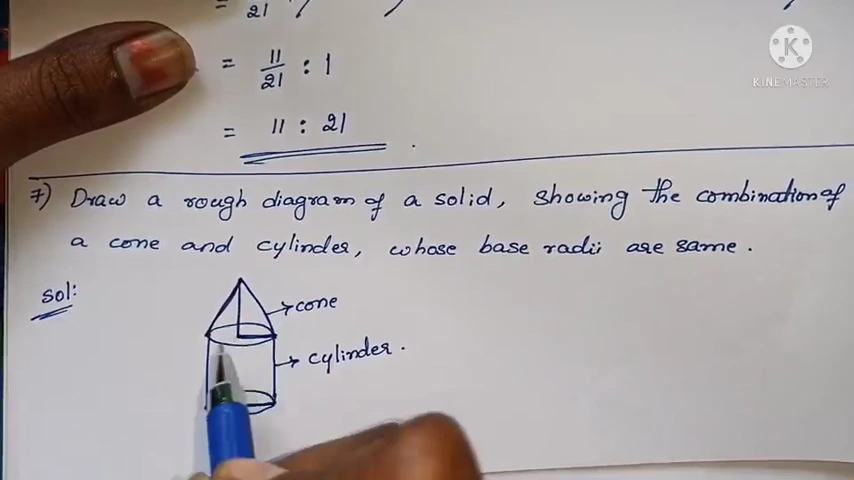 = /21
= 11/21 : 1
= 11 : 21
K
KINEMASTER
7) Draw a rough diagram of a solid, showing the combination of
a cone and cylinder, whose base radii are same.
Sol:
→ cone
→ cylinder.